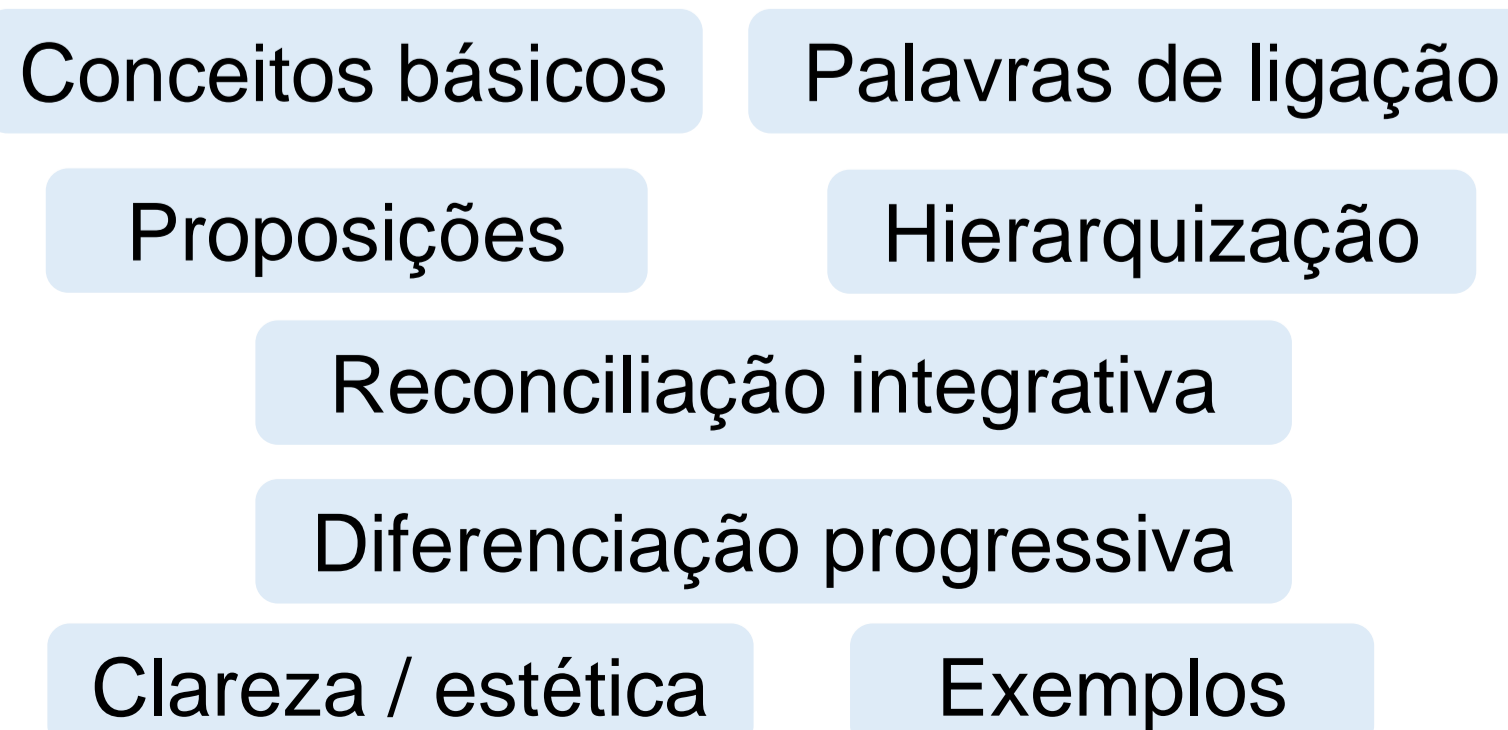 Conceitos básicos
Palavras de ligação
Proposições
Hierarquização
Reconciliação integrativa
Diferenciação progressiva
Clareza / estética
Exemplos